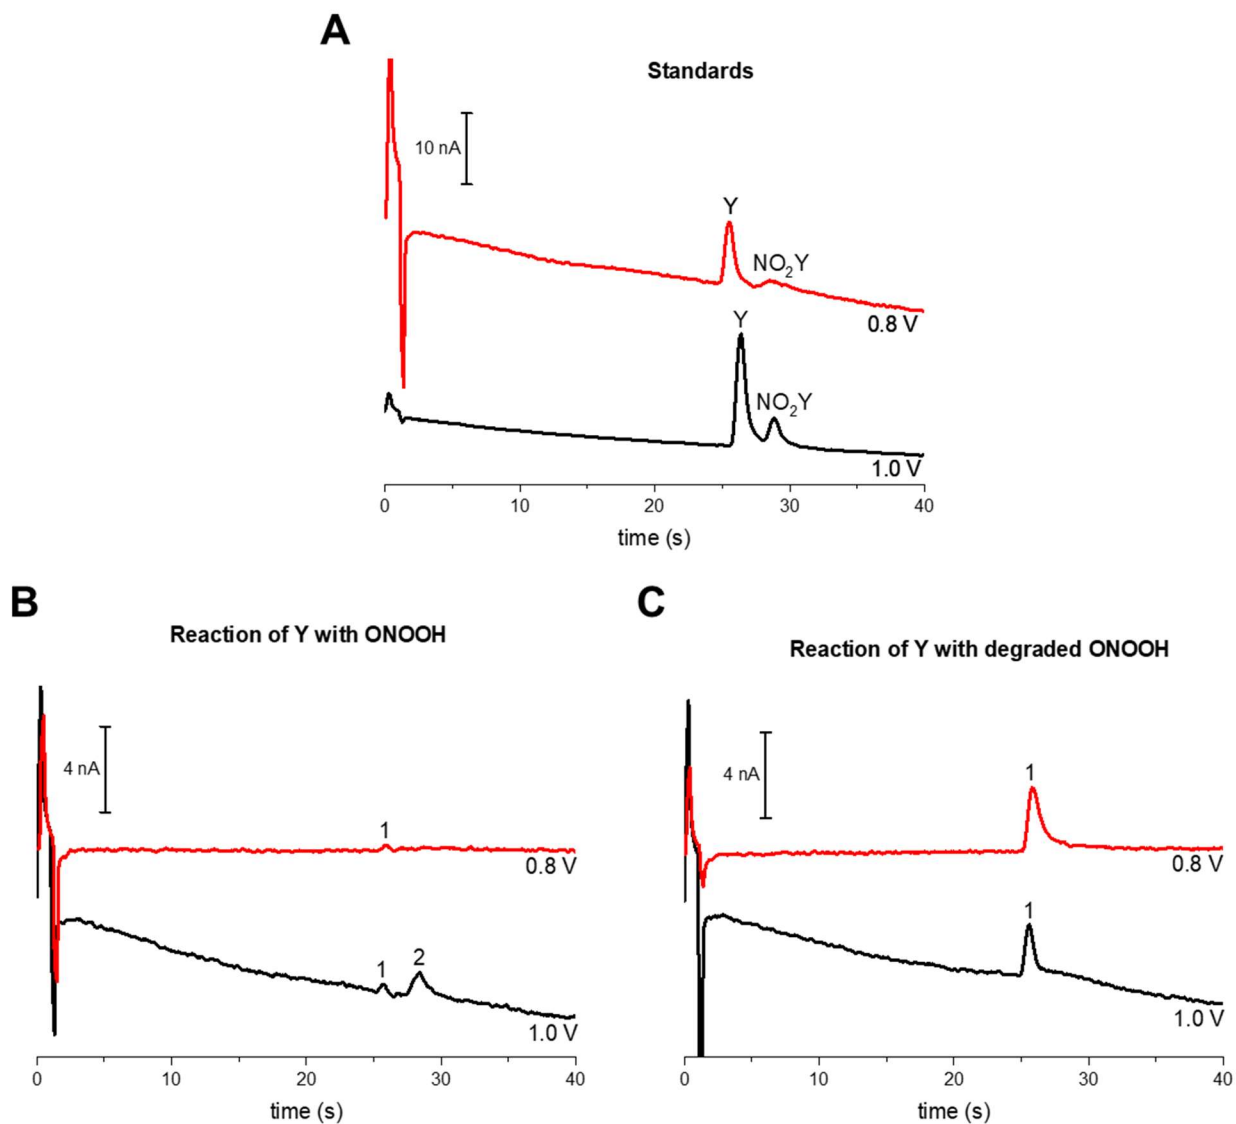 A
Standards
10 nA
Y
NO₂Y
0.8 V
Y
NO₂Y
1.0 V
0 10 20 30 40
time (s)
B
Reaction of Y with ONOOH
4 nA
1
0.8 V
1 2
1.0 V
0 10 20 30 40
time (s)
C
Reaction of Y with degraded ONOOH
4 nA
1
0.8 V
1
1.0 V
0 10 20 30 40
time (s)